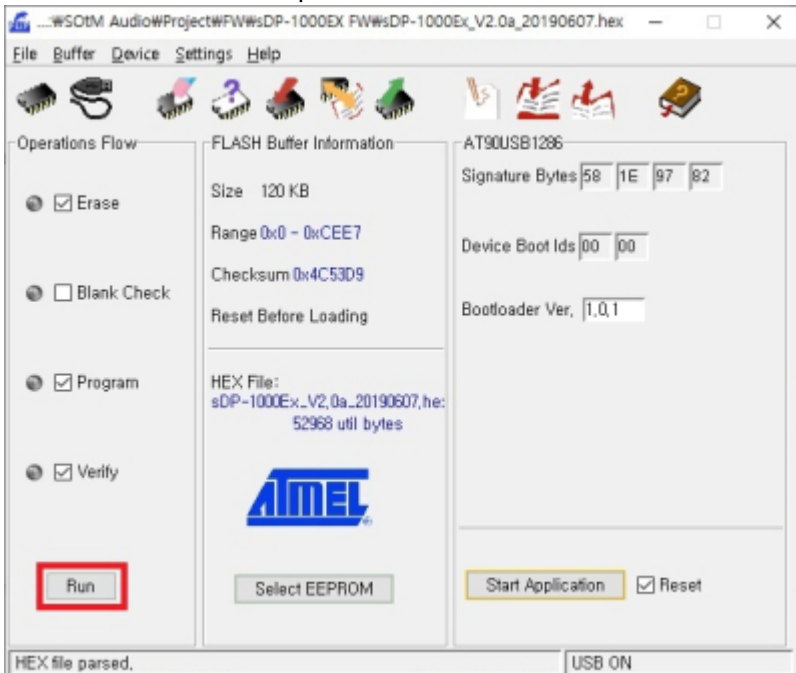 ...:₩SOtM Audio₩Project₩FW₩sDP-1000EX FW₩sDP-1000Ex_V2.0a_20190607.hex
File Buffer Device Settings Help
Operations Flow
Erase
Blank Check
Program
Verify
Run
FLASH Buffer Information
Size 120 KB
Range 0x0 - 0xCEE7
Checksum 0x4C53D9
Reset Before Loading
HEX File:
sDP-1000Ex_V2,0a_20190607,he:
52968 util bytes
ATMEL
Select EEPROM
AT90USB1286
Signature Bytes 58 1E 97 82
Device Boot Ids 00 00
Bootloader Ver, 1,0,1
Start Application Reset
HEX file parsed,
USB ON